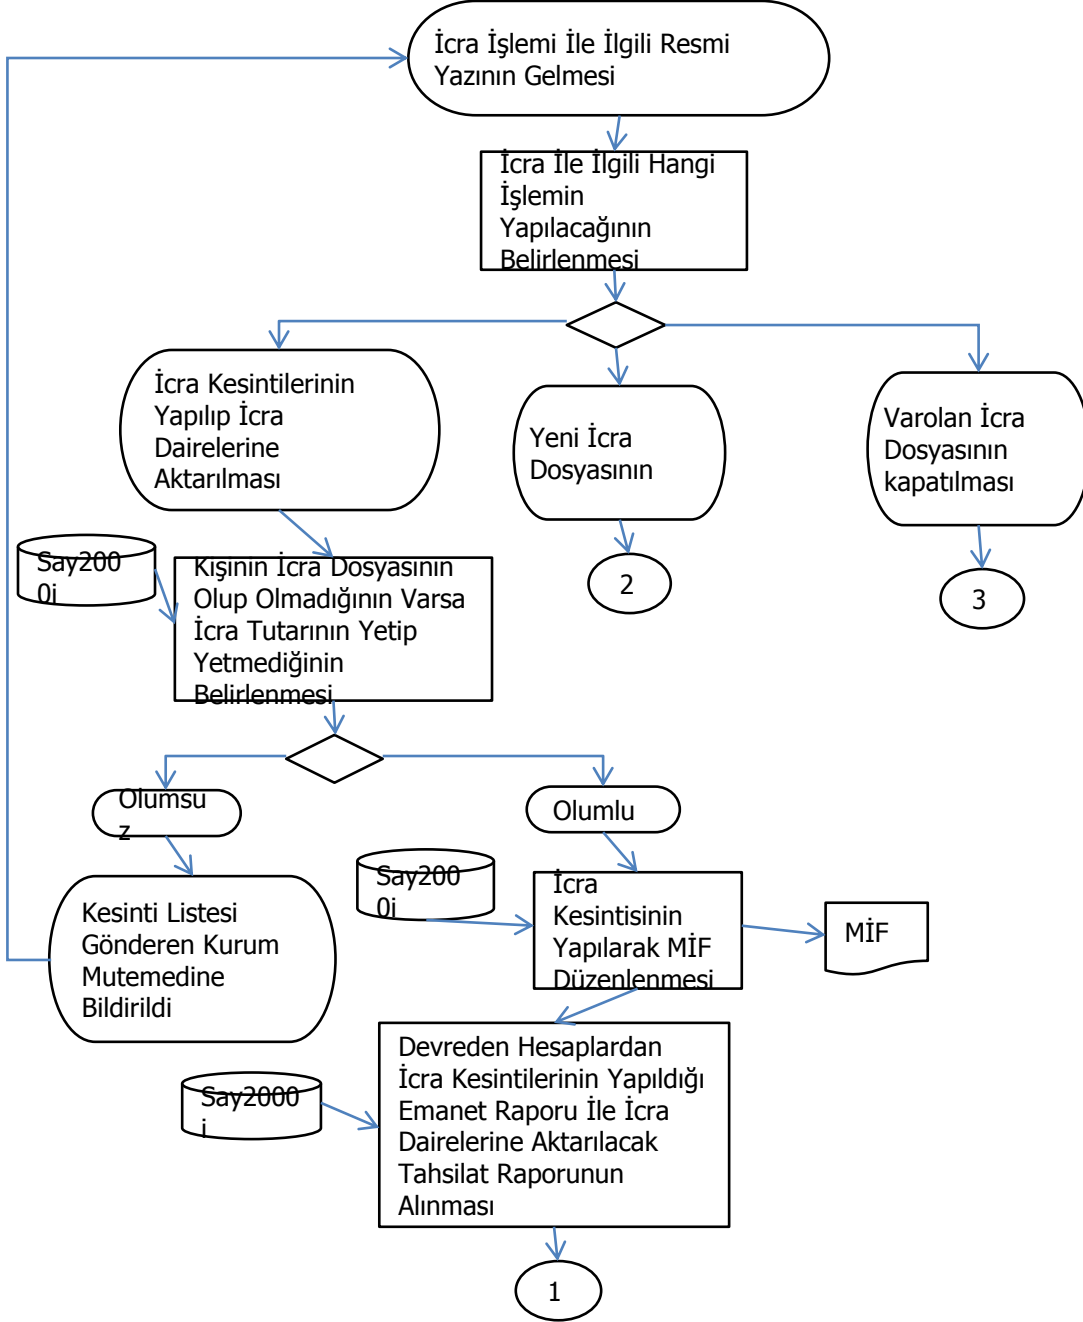 İcra İşlemi İle İlgili Resmi
Yazının Gelmesi
İcra İle İlgili Hangi
İşlemin
Yapılacağının
Belirlenmesi
İcra Kesintilerinin
Yapılıp İcra
Dairelerine
Aktarılması
Yeni İcra
Dosyasının
Varolan İcra
Dosyasının
kapatılması
Say200
0i
Kişinin İcra Dosyasının
Olup Olmadığının Varsa
İcra Tutarının Yetip
Yetmediğinin
Belirlenmesi
2
3
Olumsu
z
Olumlu
Say200
0i
İcra
Kesintisinin
Yapılarak MİF
Düzenlenmesi
MİF
Kesinti Listesi
Gönderen Kurum
Mutemedine
Bildirildi
Say2000
i
Devreden Hesaplardan
İcra Kesintilerinin Yapıldığı
Emanet Raporu İle İcra
Dairelerine Aktarılacak
Tahsilat Raporunun
Alınması
1